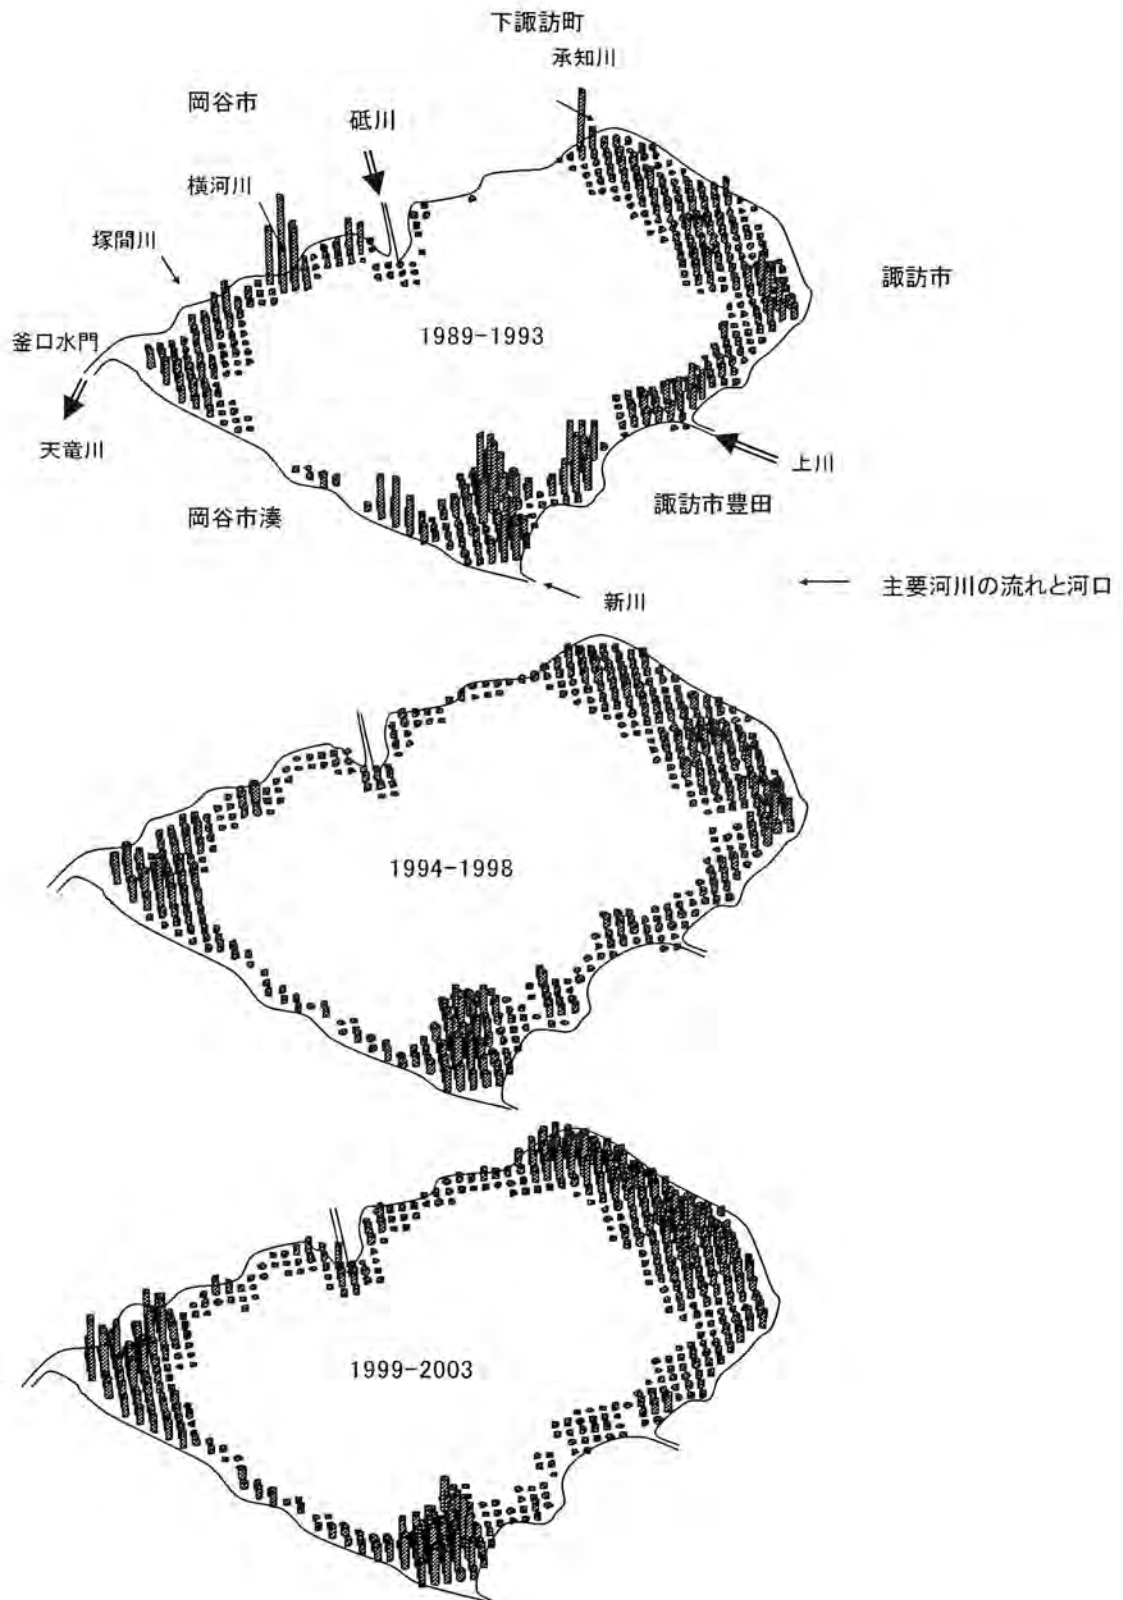 下諏訪町
承知川
岡谷市
砥川
横河川
塚間川
諏訪市
釜口水門
1989-1993
天竜川
上川
岡谷市湊
諏訪市豊田
主要河川の流れと河口
新川
1994-1998
1999-2003